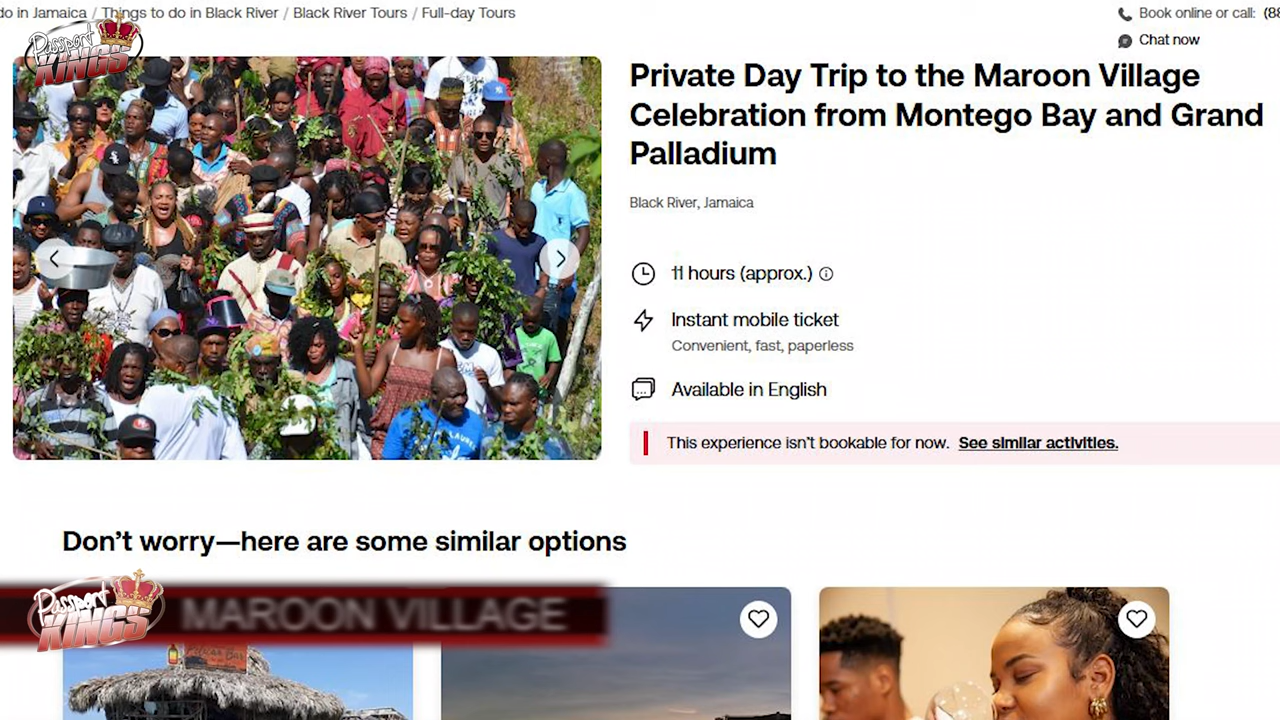 do in Jamaica / Things to do in Black River / Black River Tours / Full-day Tours
Book online or call: (88
Chat now
Passport
KINGS
Private Day Trip to the Maroon Village
Celebration from Montego Bay and Grand
Palladium
Black River, Jamaica
11 hours (approx.)
Instant mobile ticket
Convenient, fast, paperless
Available in English
This experience isn't bookable for now. See similar activities.
Don't worry—here are some similar options
Passport
KINGS
MAROON VILLAGE
Pelican Bar